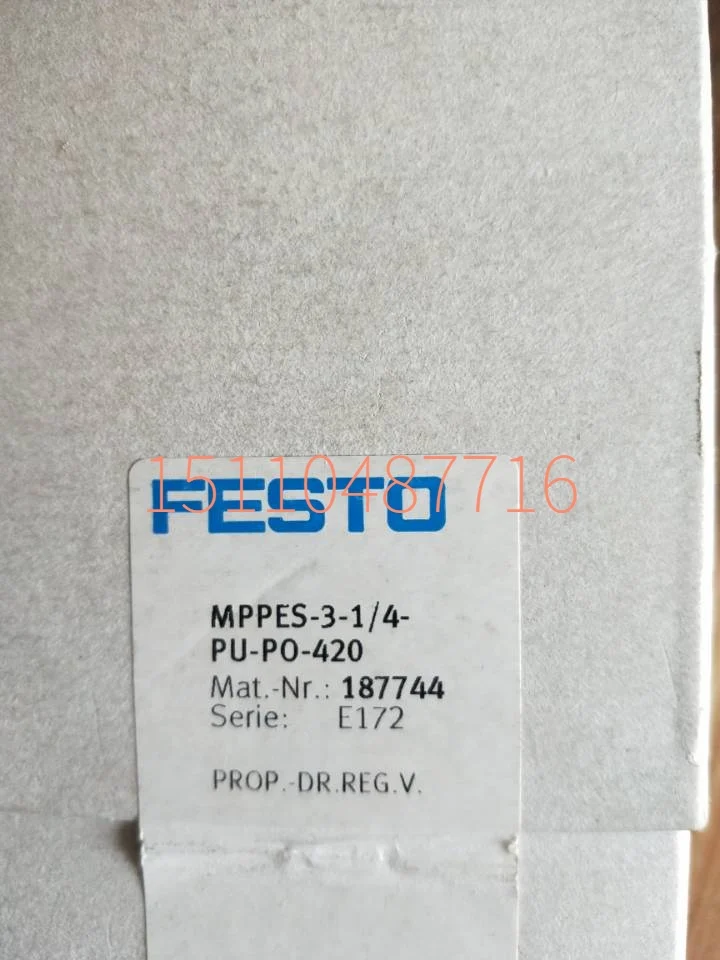 15110487716
FESTO
MPPES-3-1/4-
PU-PO-420
Mat.-Nr.: 187744
Serie: E172
PROP.-DR.REG.V.